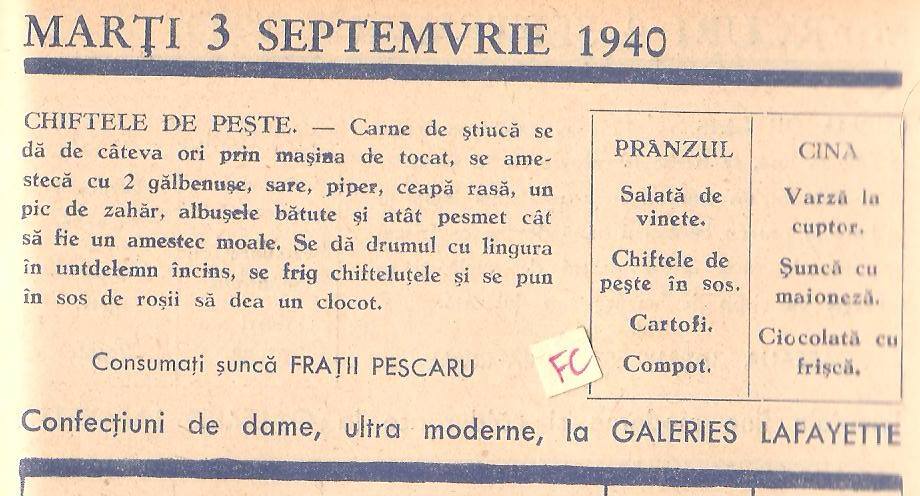 MARȚI 3 SEPTEMVRIE 1940
CHIFTELE DE PEȘTE. — Carne de știucă se
dă de câteva ori prin mașina de tocat, se ame-
stecă cu 2 gălbenușe, sare, piper, ceapă rasă, un
pic de zahăr, albușele bătute și atât pesmet cât
să fie un amestec moale. Se dă drumul cu lingura
în untdelemn încins, se frig chifteluțele și se pun
în sos de roșii să dea un clocot.
Consumați șuncă FRAȚII PESCARU
PRÂNZUL
Salată de
vinete.
Chiftele de
pește în sos.
Cartofi.
Compot.
CINA
Varză la
cuptor.
Șuncă cu
maioneză.
Ciocolată cu
frișcă.
FC
Confecțiuni de dame, ultra moderne, la GALERIES LAFAYETTE